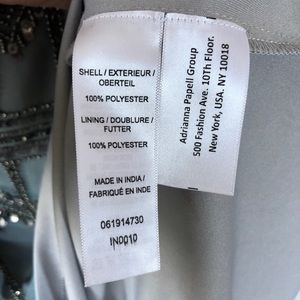 SHELL / EXTERIEUR /
OBERTEIL
100% POLYESTER
LINING / DOUBLURE /
FUTTER
100% POLYESTER
MADE IN INDIA /
FABRIQUÉ EN INDE
061914730
IN0010
Adrianna Papell Group
500 Fashion Ave. 10Th Floor.
New York, USA. NY 10018